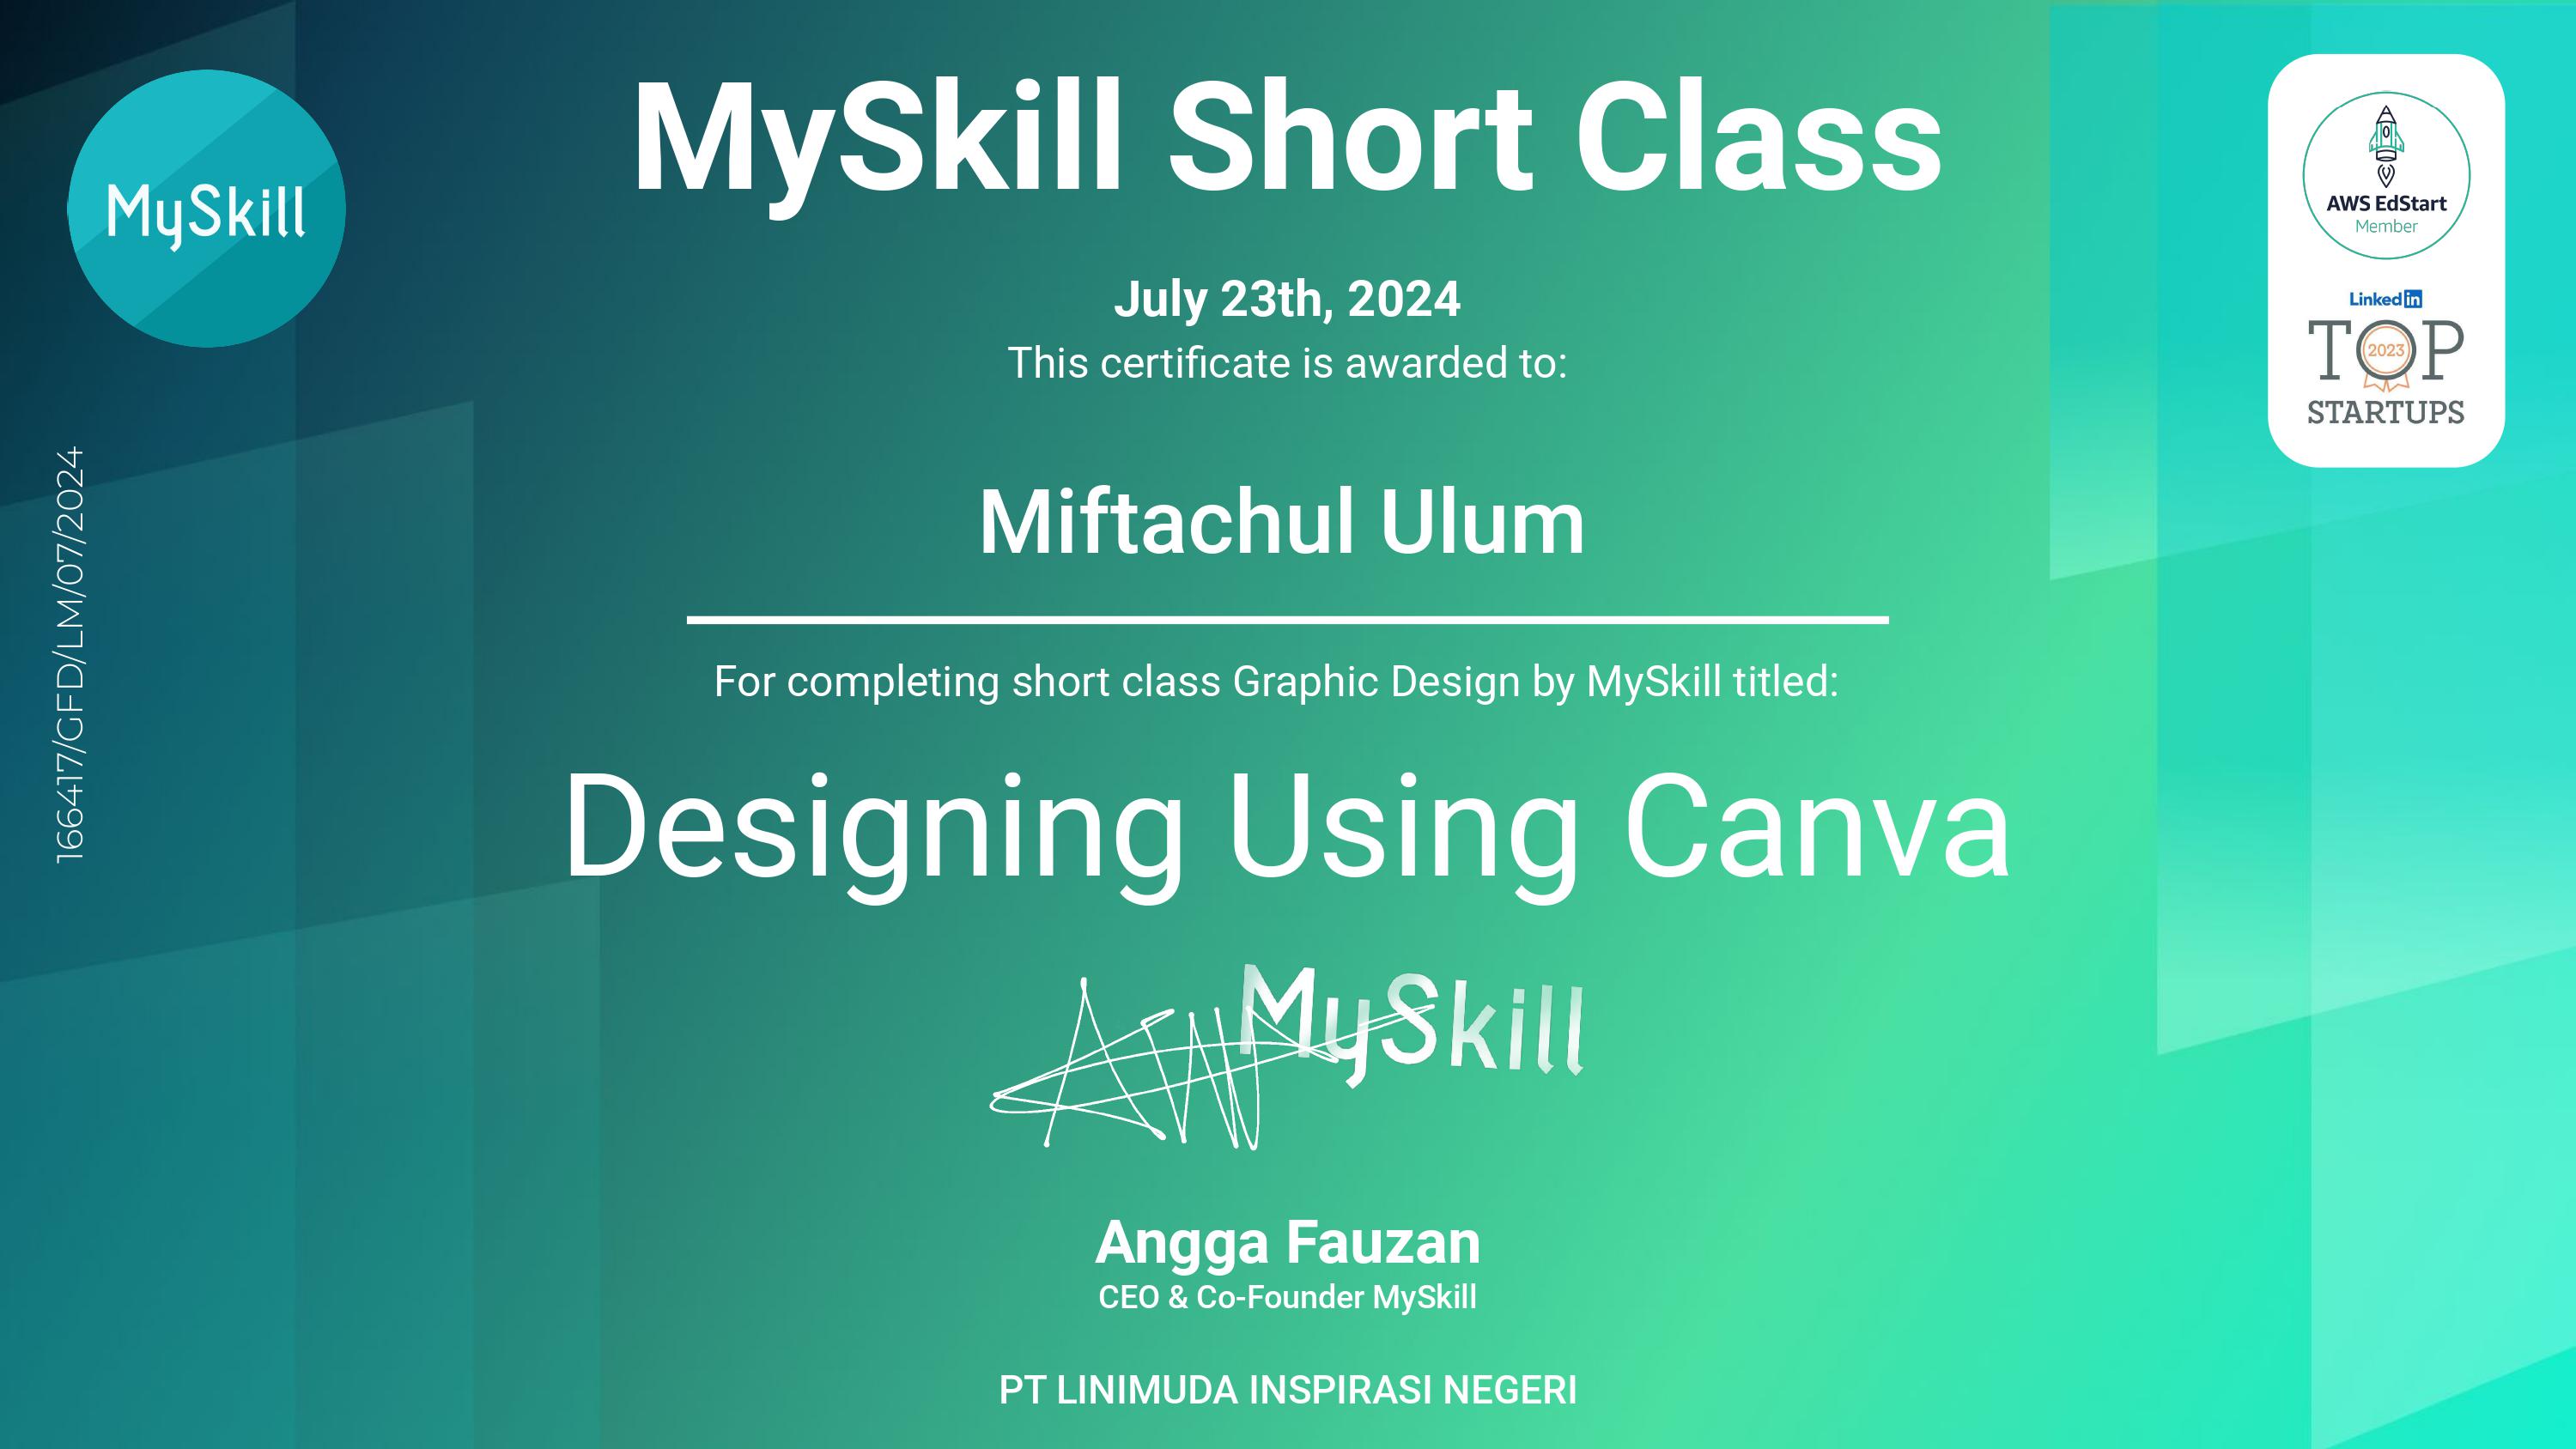 MySkill
MySkill Short Class
AWS EdStart
Member
LinkedIn
TOP
2023
STARTUPS
July 23th, 2024
This certificate is awarded to:
Miftachul Ulum
166417/GFD/LM/07/2024
For completing short class Graphic Design by MySkill titled:
Designing Using Canva
MySkill
Angga Fauzan
CEO & Co-Founder MySkill
PT LINIMUDA INSPIRASI NEGERI